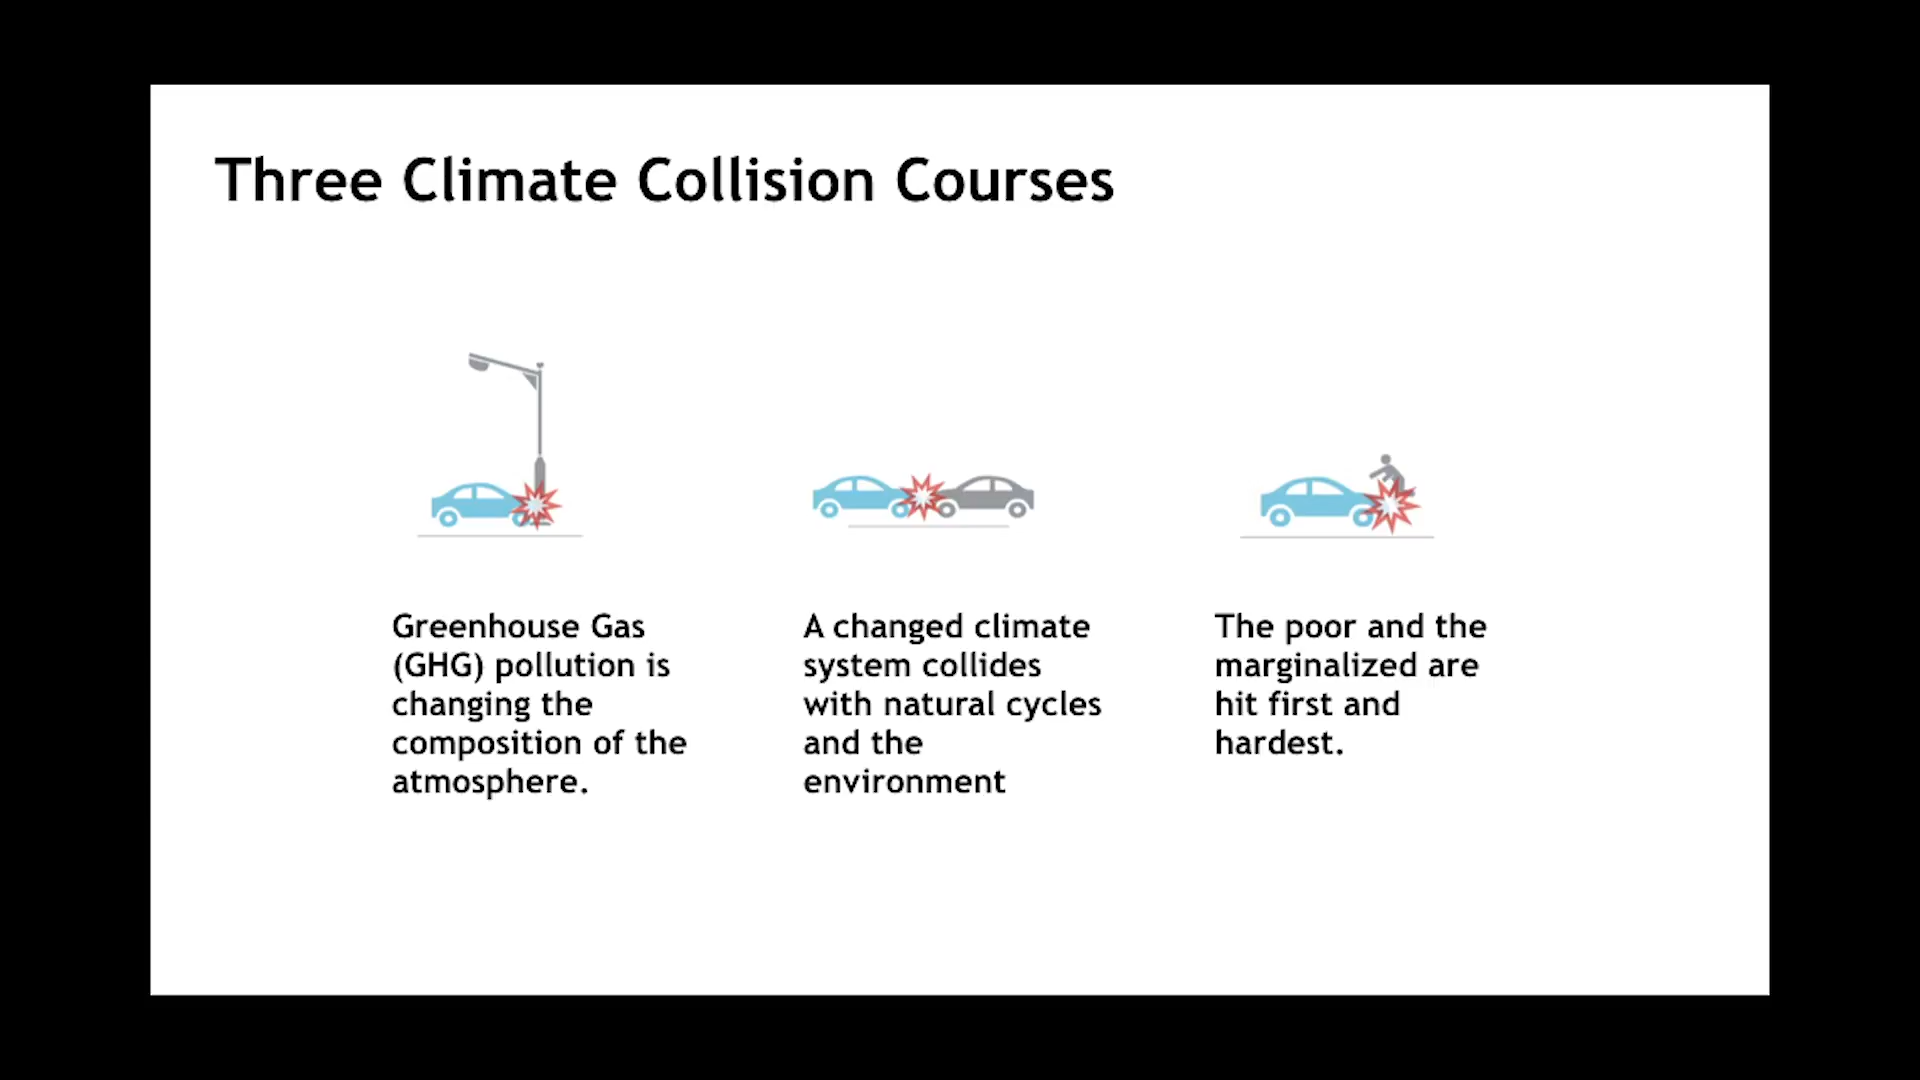 Three Climate Collision Courses
Greenhouse Gas
(GHG) pollution is
changing the
composition of the
atmosphere.
A changed climate
system collides
with natural cycles
and the
environment
The poor and the
marginalized are
hit first and
hardest.